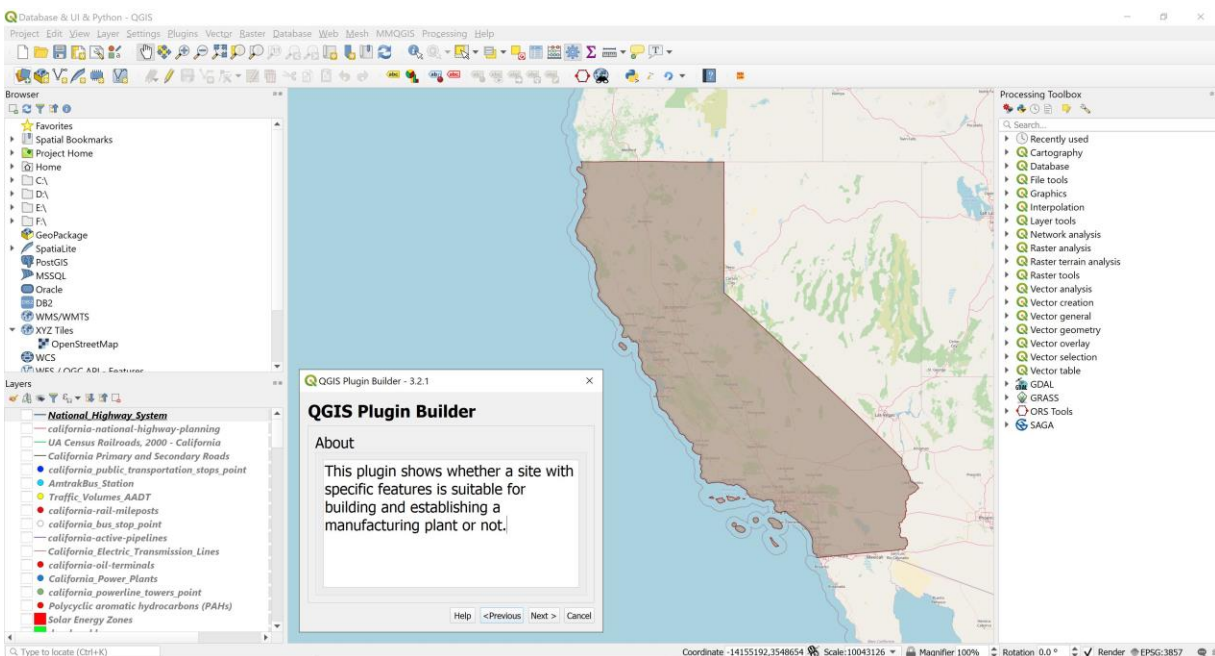 Database & UI & Python - QGIS
Project Edit View Layer Settings Plugins Vector Raster Database Web Mesh MMQGIS Processing Help
Browser
Favorites
Spatial Bookmarks
Project Home
Home
C:\
D:\
E:\
F:\
GeoPackage
SpatiaLite
PostGIS
MSSQL
Oracle
DB2
WMS/WMTS
XYZ Tiles
OpenStreetMap
WCS
WFS / OGC API - Features
Layers
National_Highway_System
california-national-highway-planning
UA Census Railroads, 2000 - California
California Primary and Secondary Roads
california_public_transportation_stops_point
AmtrakBus_Station
Traffic_Volumes_AADT
california-rail-mileposts
california_bus_stop_point
california-active-pipelines
California_Electric_Transmission_Lines
california-oil-terminals
California_Power_Plants
california_powerline_towers_point
Polycyclic aromatic hydrocarbons (PAHs)
Solar Energy Zones
QGIS Plugin Builder - 3.2.1
QGIS Plugin Builder
About
This plugin shows whether a site with
specific features is suitable for
building and establishing a
manufacturing plant or not.
Help <Previous Next > Cancel
Processing Toolbox
Search...
Recently used
Cartography
Database
File tools
Graphics
Interpolation
Layer tools
Network analysis
Raster analysis
Raster terrain analysis
Raster tools
Vector analysis
Vector creation
Vector general
Vector geometry
Vector overlay
Vector selection
Vector table
GDAL
GRASS
ORS Tools
SAGA
Type to locate (Ctrl+K)
Coordinate -14155192,3548654 Scale 1:10043126 Magnifier 100% Rotation 0.0 ° Render EPSG:3857